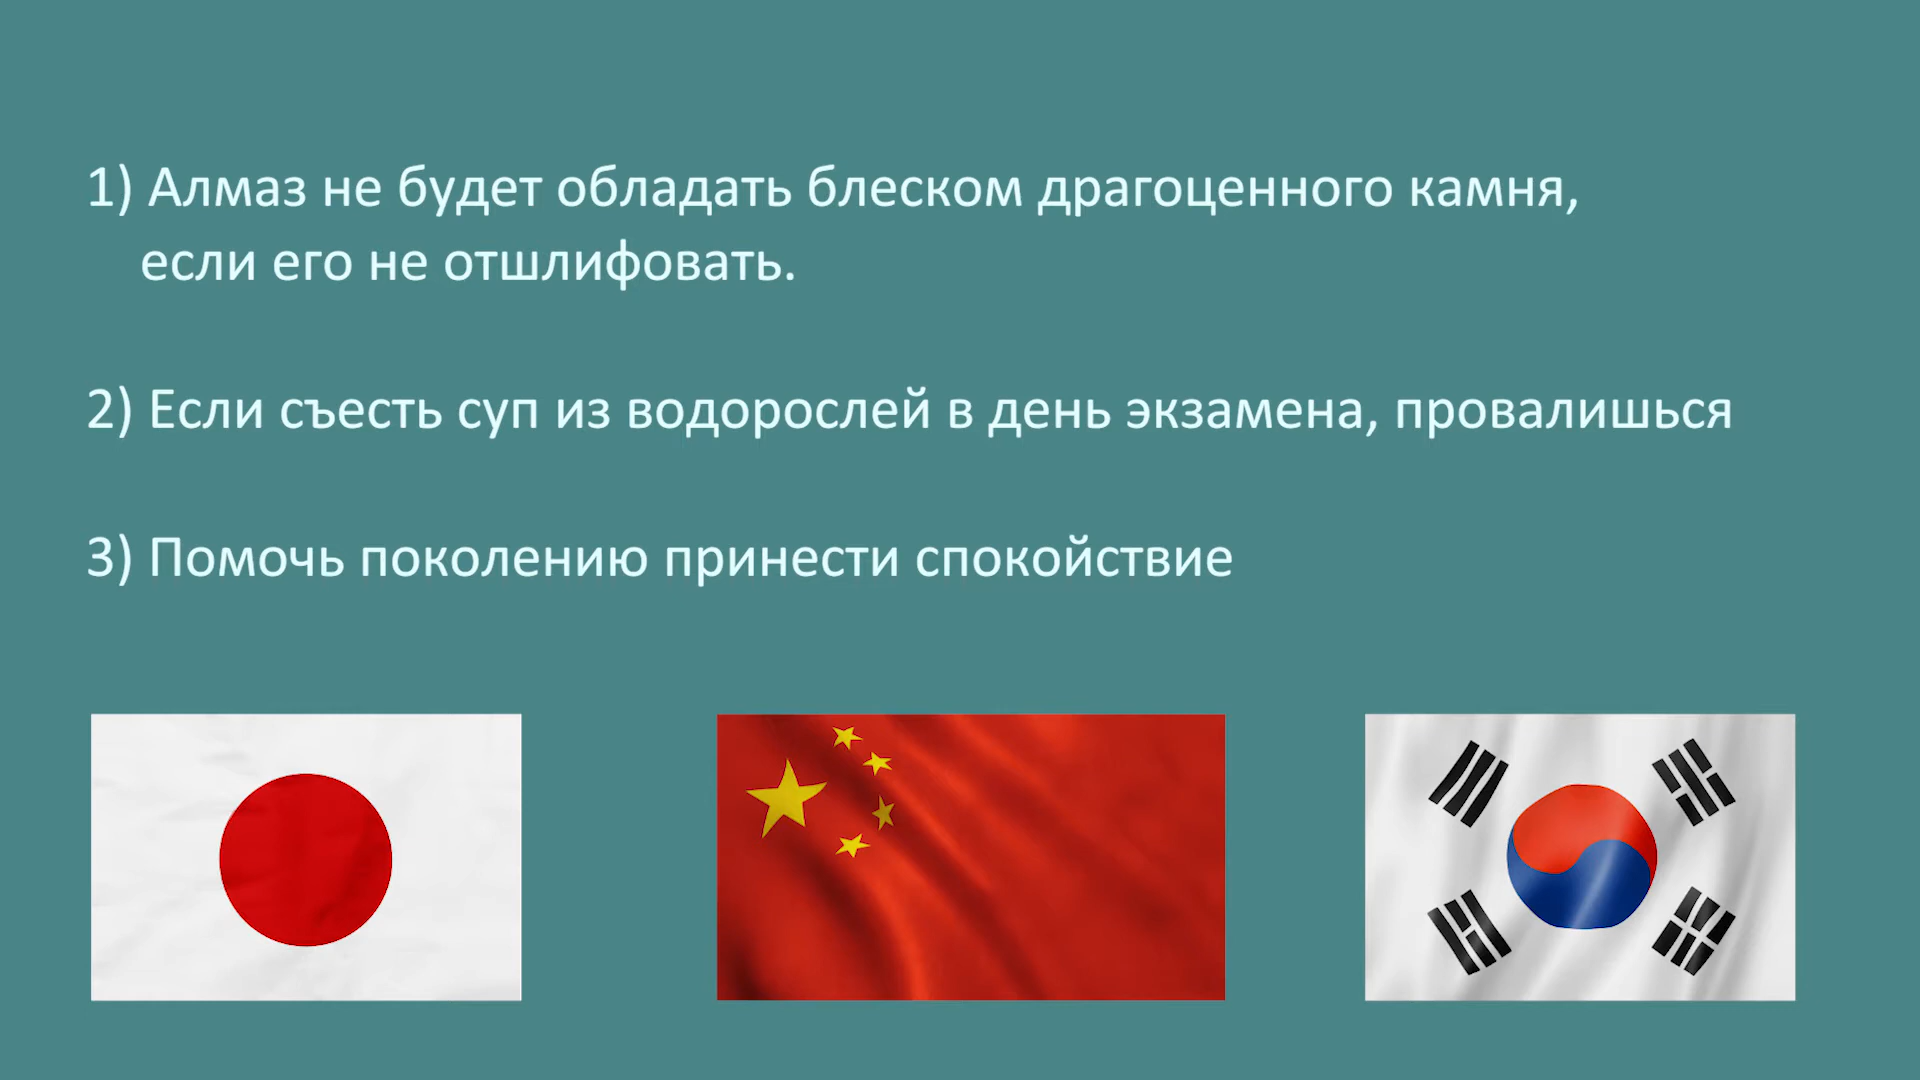 1) Алмаз не будет обладать блеском драгоценного камня,
если его не отшлифовать.
2) Если съесть суп из водорослей в день экзамена, провалишься
3) Помочь поколению принести спокойствие